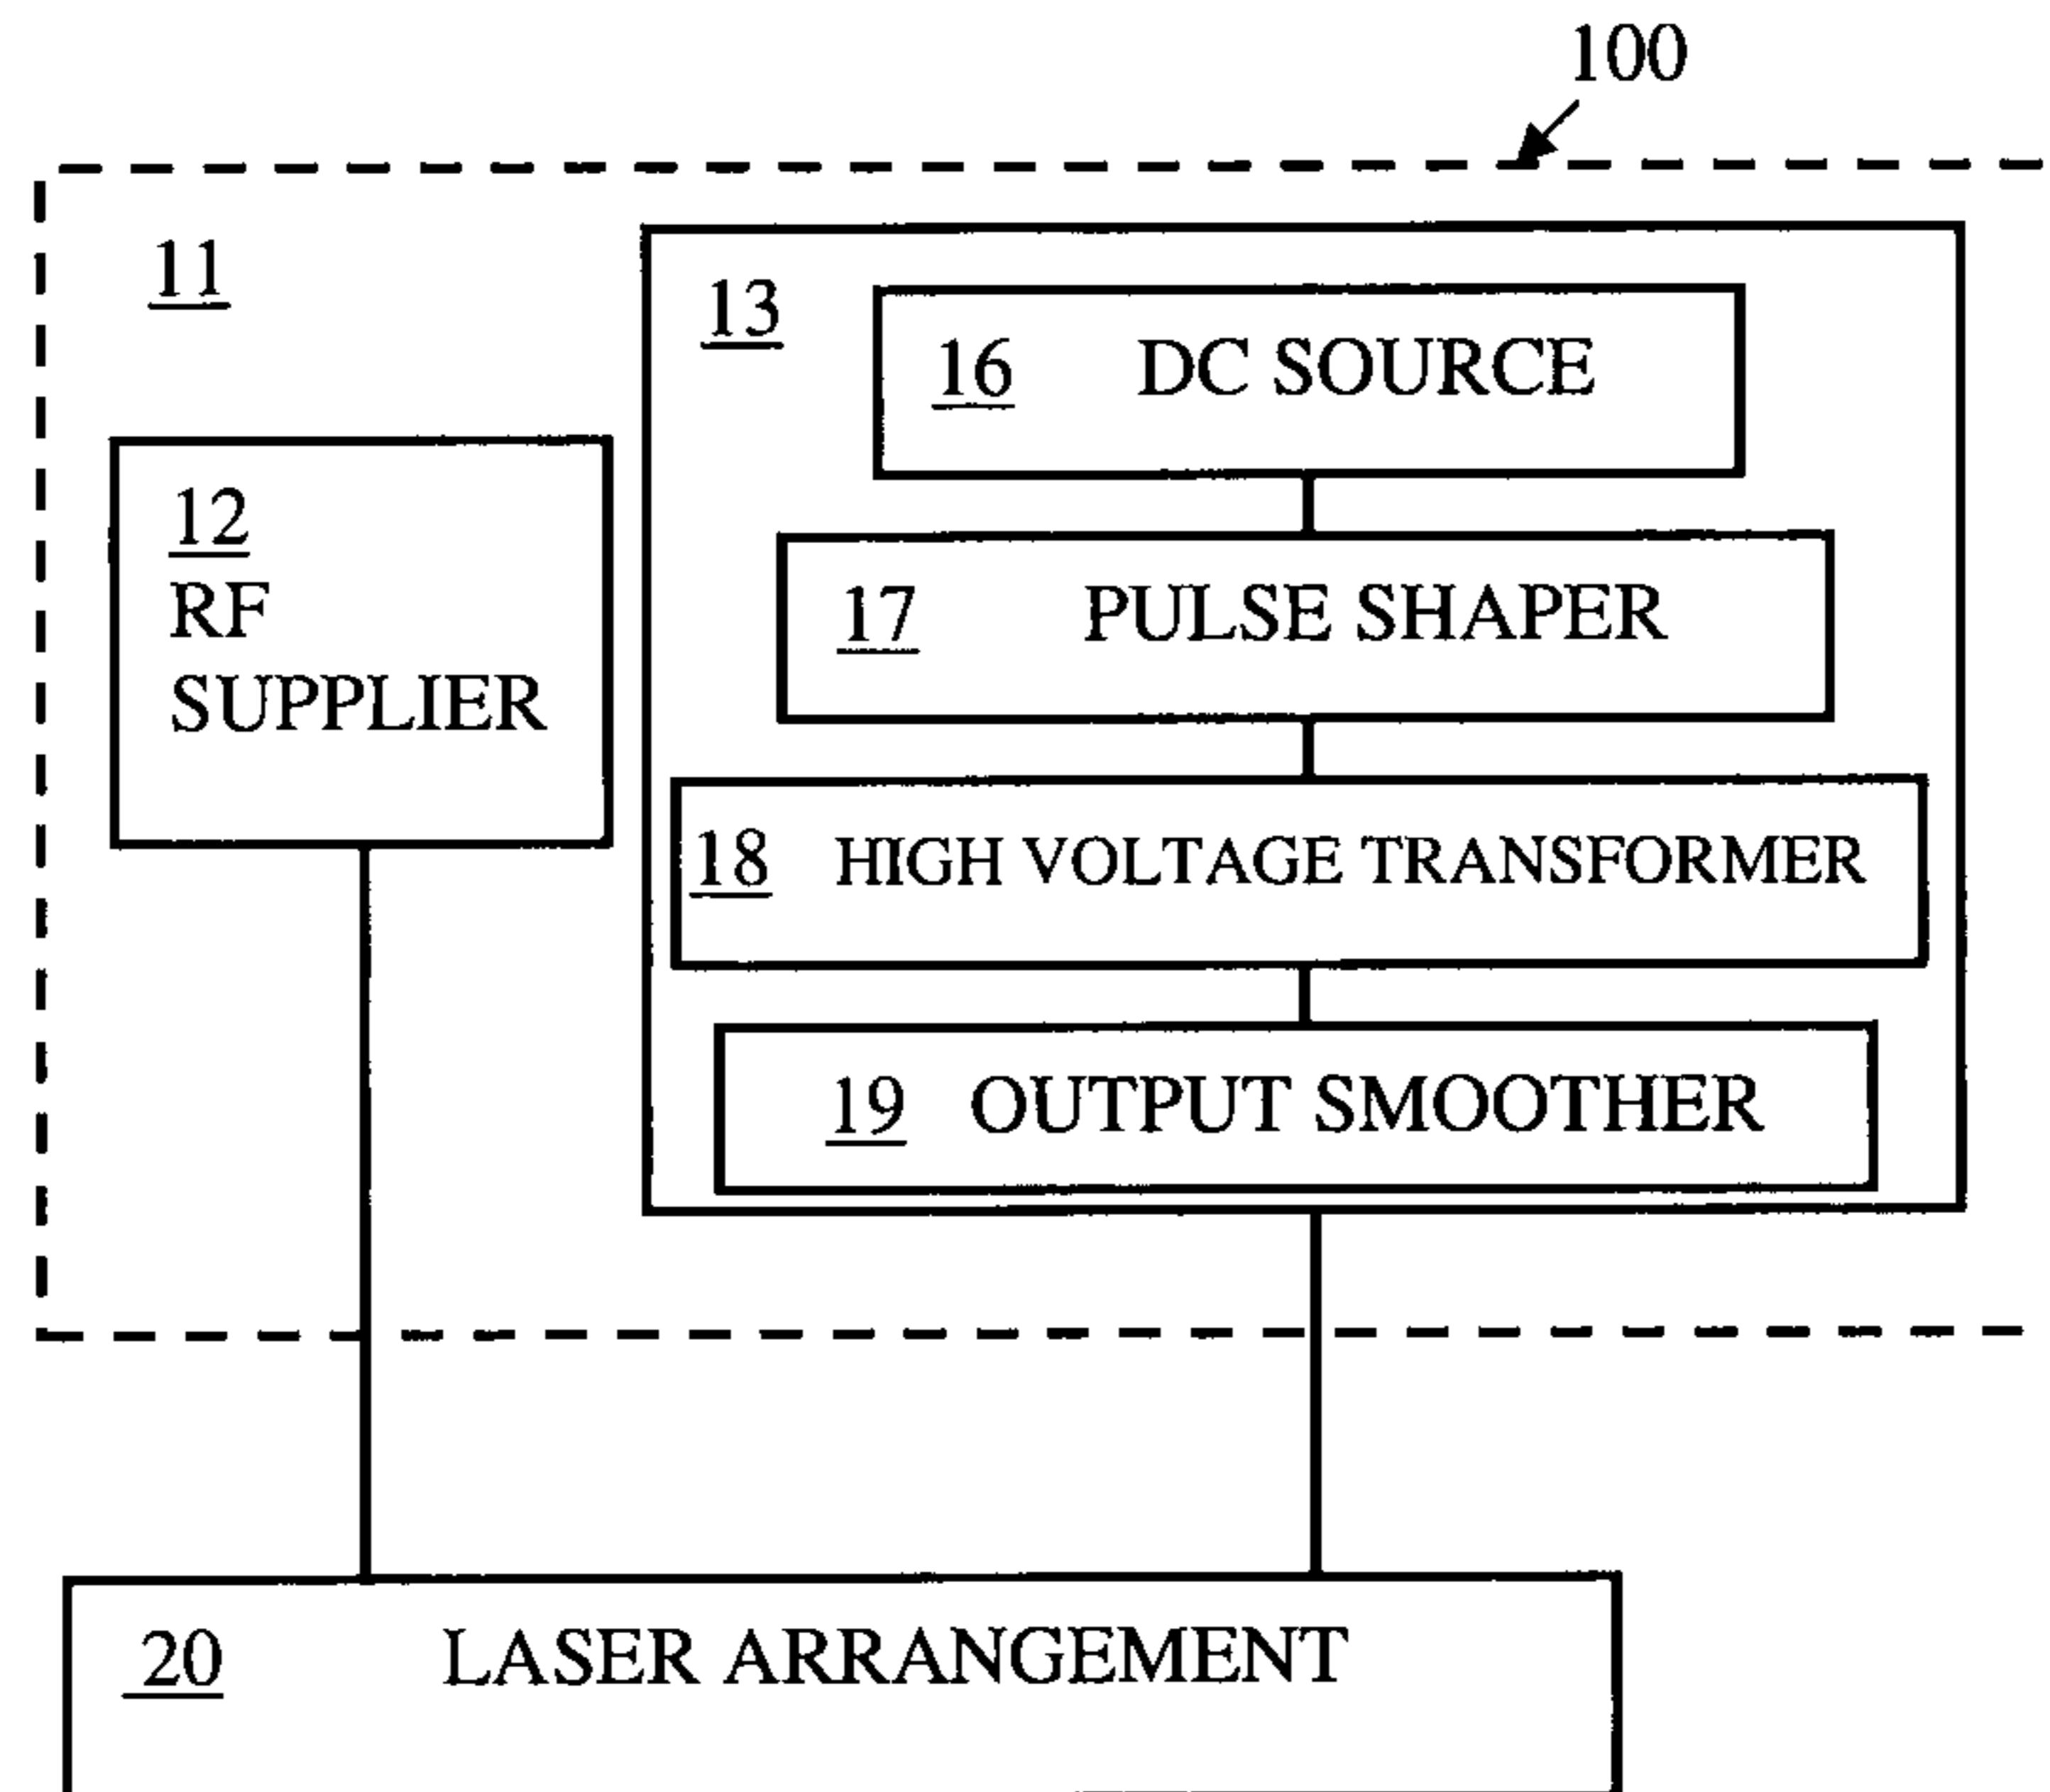 100
11
13
16 DC SOURCE
12
RF
SUPPLIER
17 PULSE SHAPER
18 HIGH VOLTAGE TRANSFORMER
19 OUTPUT SMOOTHER
20 LASER ARRANGEMENT